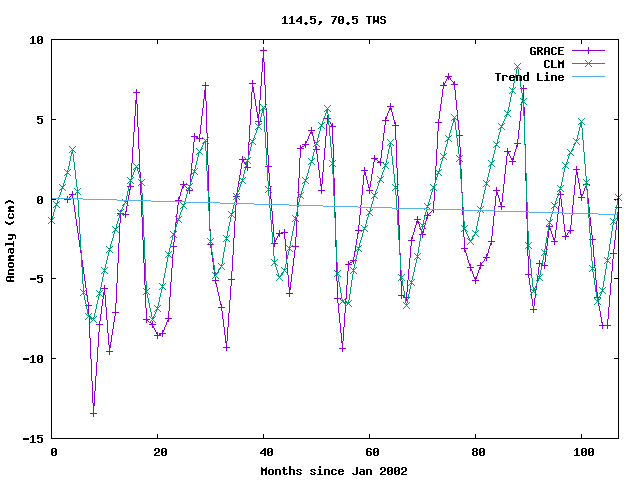 114.5, 70.5 TWS
10
5
0
-5
-10
-15
Anomaly (cm)
GRACE
CLM
Trend Line
0 20 40 60 80 100
Months since Jan 2002